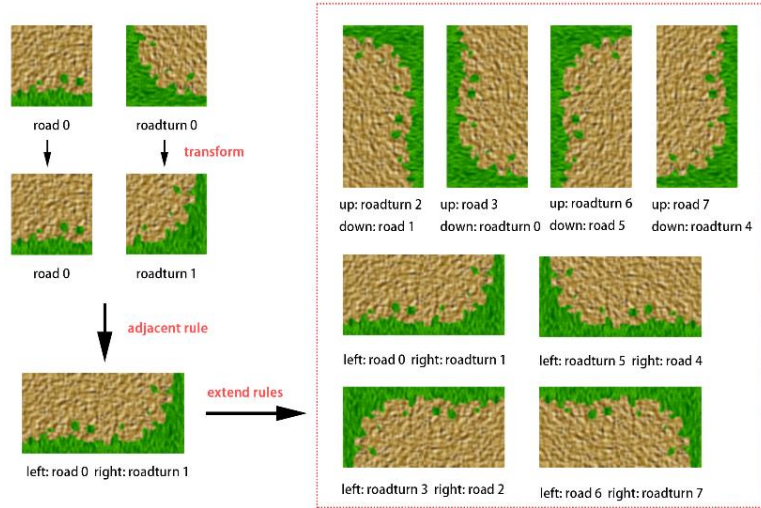 road 0
roadturn 0
transform
road 0
roadturn 1
adjacent rule
left: road 0 right: roadturn 1
extend rules
up: roadturn 2
down: road 1
up: road 3
down: roadturn 0
up: roadturn 6
down: road 5
up: road 7
down: roadturn 4
left: road 0 right: roadturn 1
left: roadturn 5 right: road 4
left: roadturn 3 right: road 2
left: road 6 right: roadturn 7